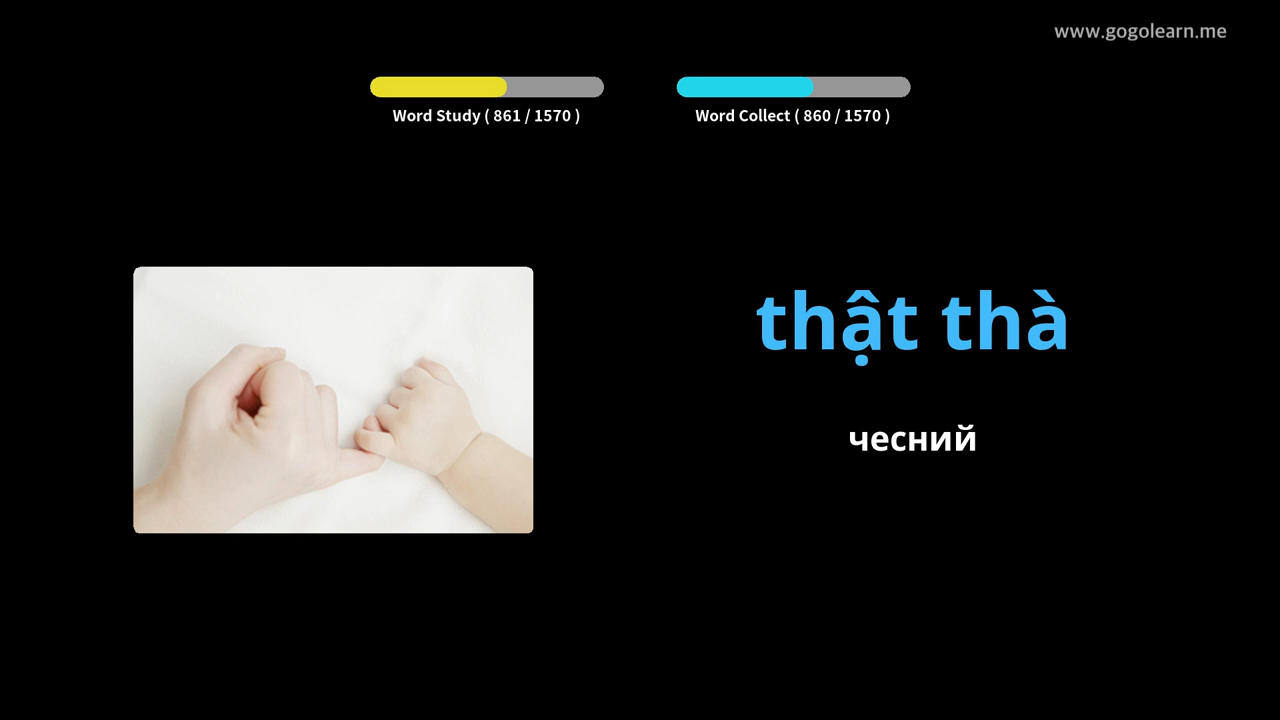 www.gogolearn.me
Word Study ( 861 / 1570 )
Word Collect ( 860 / 1570 )
thật thà
чесний